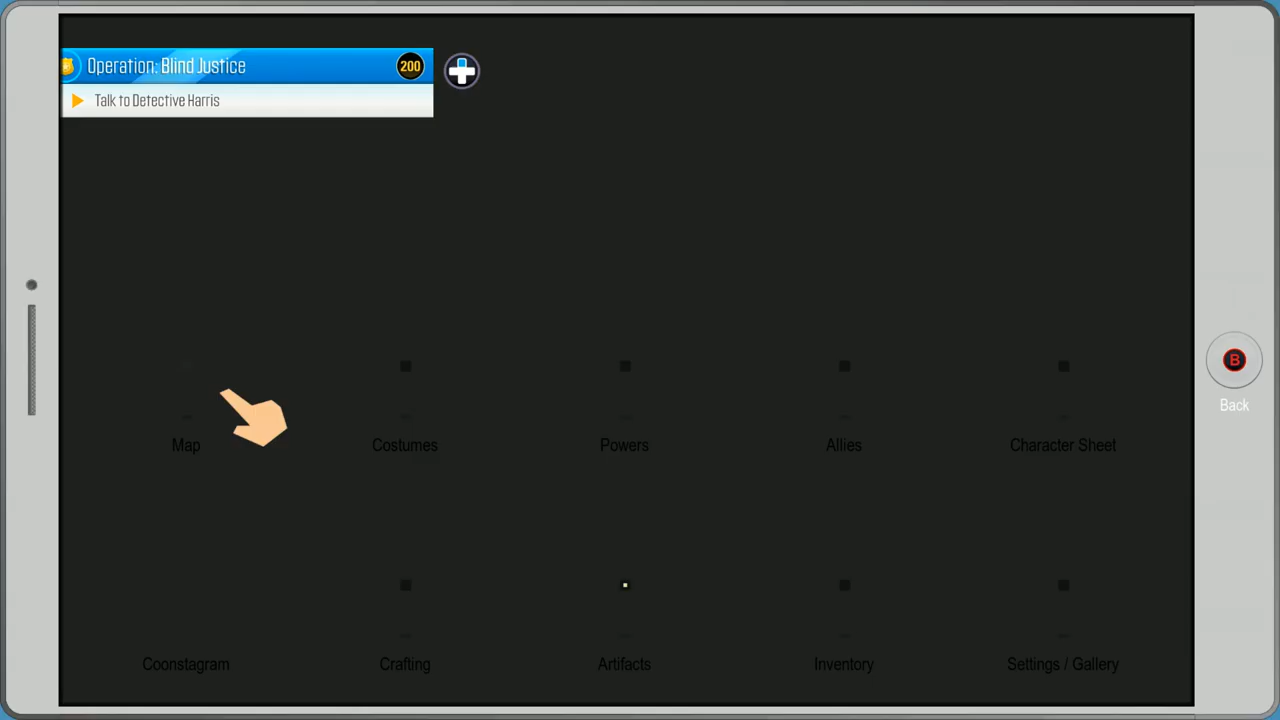 Operation: Blind Justice
200
Talk to Detective Harris
B
Back
Map
Costumes
Powers
Allies
Character Sheet
Coonstagram
Crafting
Artifacts
Inventory
Settings / Gallery